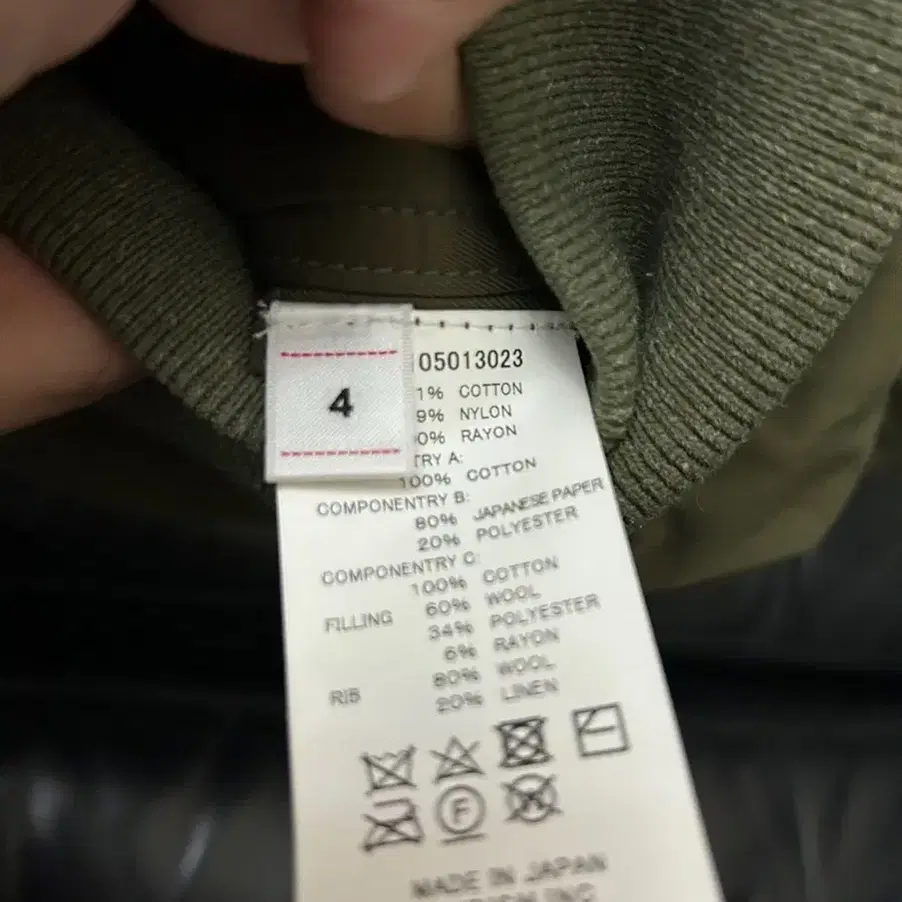 4
05013023
1% COTTON
9% NYLON
0% RAYON
TRY A:
100% COTTON
COMPONENTRY B:
80% JAPANESE PAPER
20% POLYESTER
COMPONENTRY C:
100% COTTON
FILLING 60% WOOL
34% POLYESTER
6% RAYON
RIB 80% WOOL
20% LINEN
F
MADE IN JAPAN